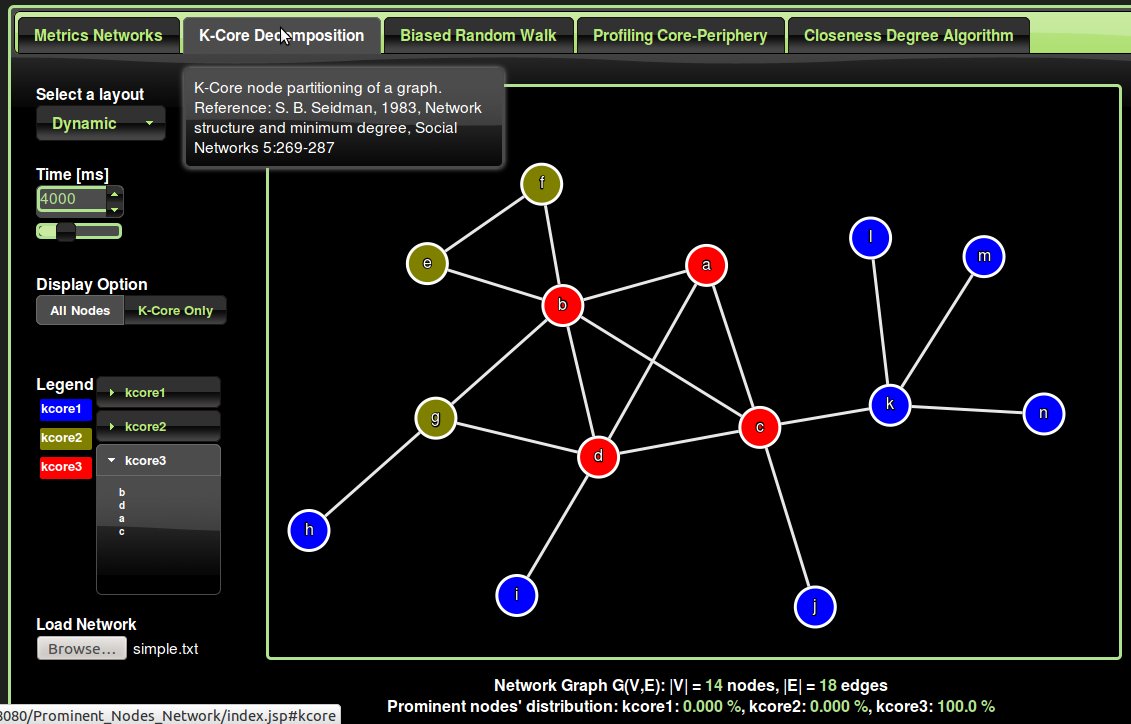 Metrics Networks
K-Core Decomposition
Biased Random Walk
Profiling Core-Periphery
Closeness Degree Algorithm
K-Core node partitioning of a graph.
Reference: S. B. Seidman, 1983, Network
structure and minimum degree, Social
Networks 5:269-287
Select a layout
Dynamic
Time [ms]
4000
Display Option
All Nodes
K-Core Only
Legend
kcore1
kcore2
kcore3
kcore1
kcore2
kcore3
b
d
a
c
Load Network
Browse...
simple.txt
f
e
b
a
l
m
g
d
c
k
n
h
i
j
Network Graph G(V,E): |V| = 14 nodes, |E| = 18 edges
Prominent nodes' distribution: kcore1: 0.000 %, kcore2: 0.000 %, kcore3: 100.0 %
8080/Prominent_Nodes_Network/index.jsp#kcore